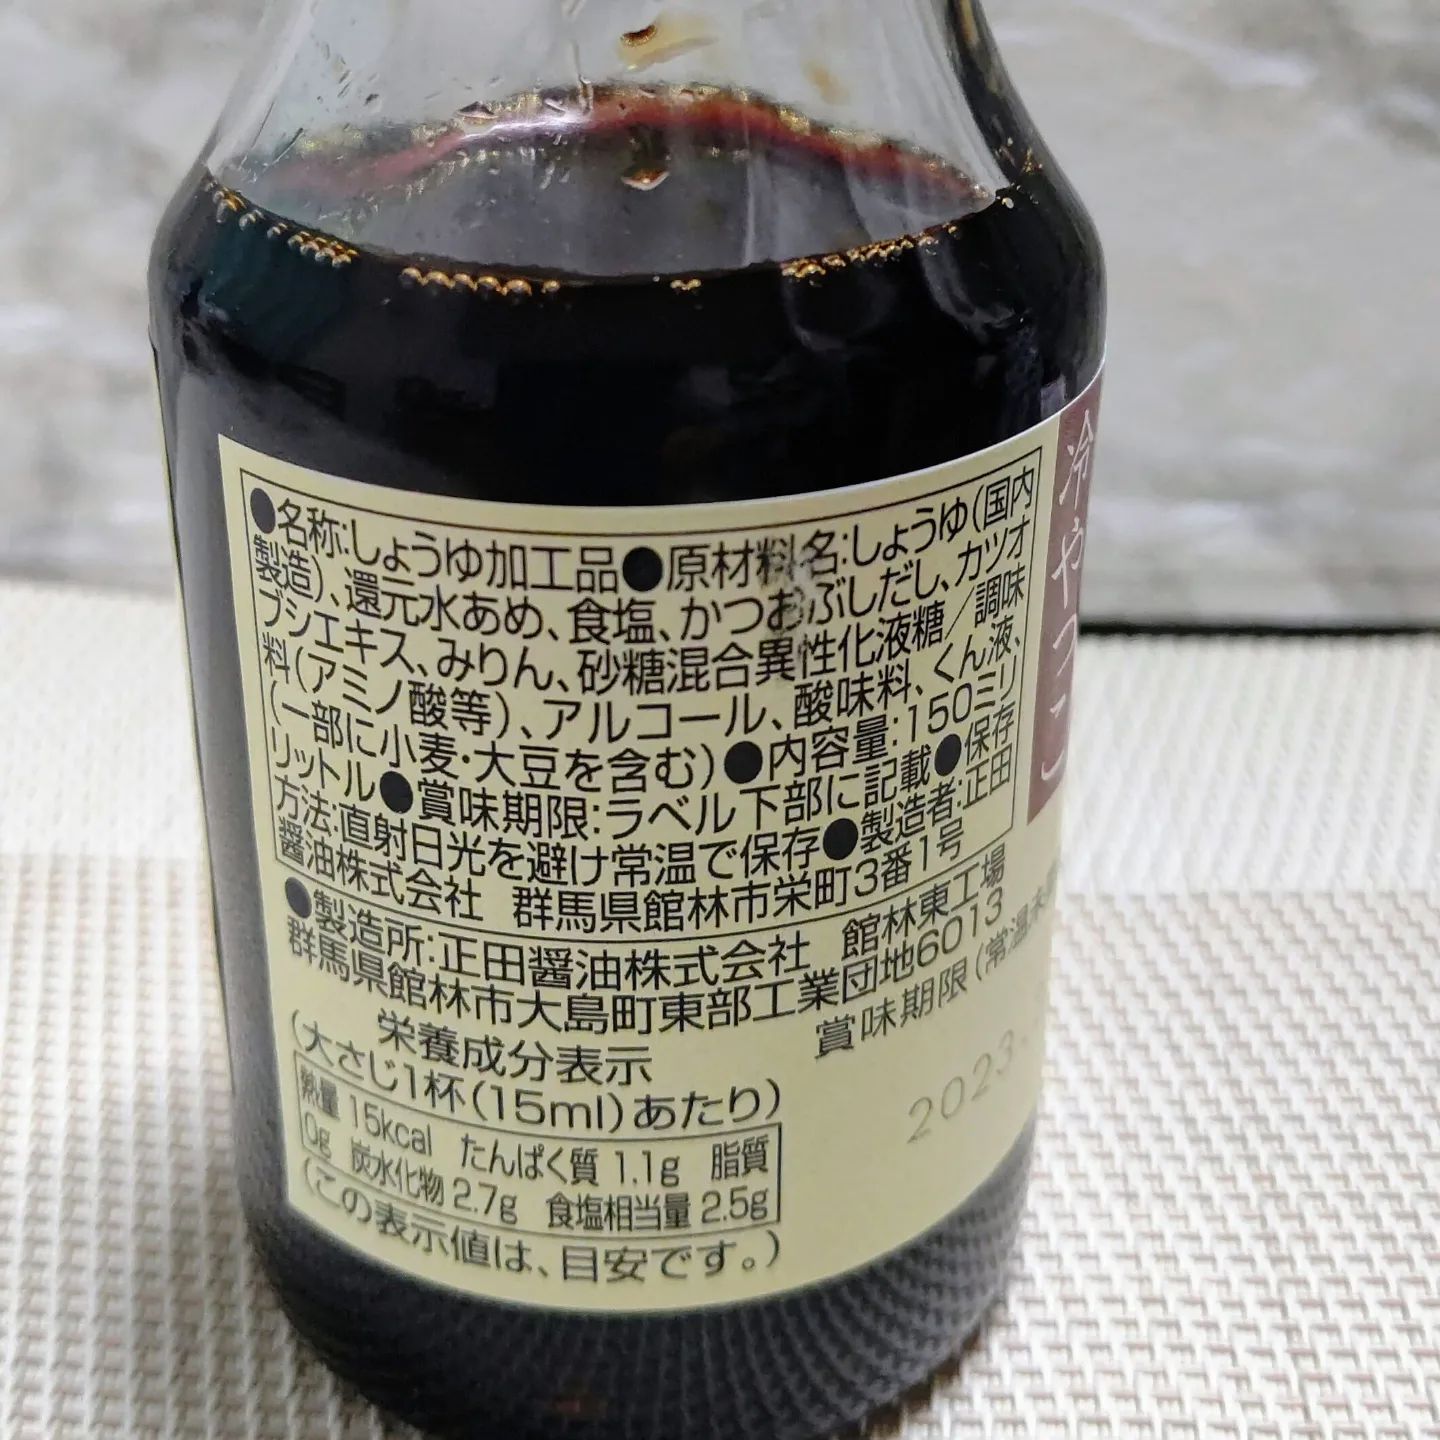 ●名称:しょうゆ加工品●原材料名:しょうゆ(国内
製造)、還元水あめ、食塩、かつおぶしだし、カツオ
ブシエキス、みりん、砂糖混合異性化液糖／調味
料(アミノ酸等)、アルコール、酸味料、くん液、
(一部に小麦・大豆を含む)●内容量:150ミリ
リットル●賞味期限:ラベル下部に記載●保存
方法:直射日光を避け常温で保存●製造者:正田
醤油株式会社 群馬県館林市栄町3番1号
●製造所:正田醤油株式会社 館林東工場
群馬県館林市大島町東部工業団地6013
賞味期限(常温未
2023.
栄養成分表示
(大さじ1杯(15ml)あたり)
熱量 15kcal たんぱく質 1.1g 脂質
0g 炭水化物 2.7g 食塩相当量 2.5g
(この表示値は、目安です。)
冷やっこ